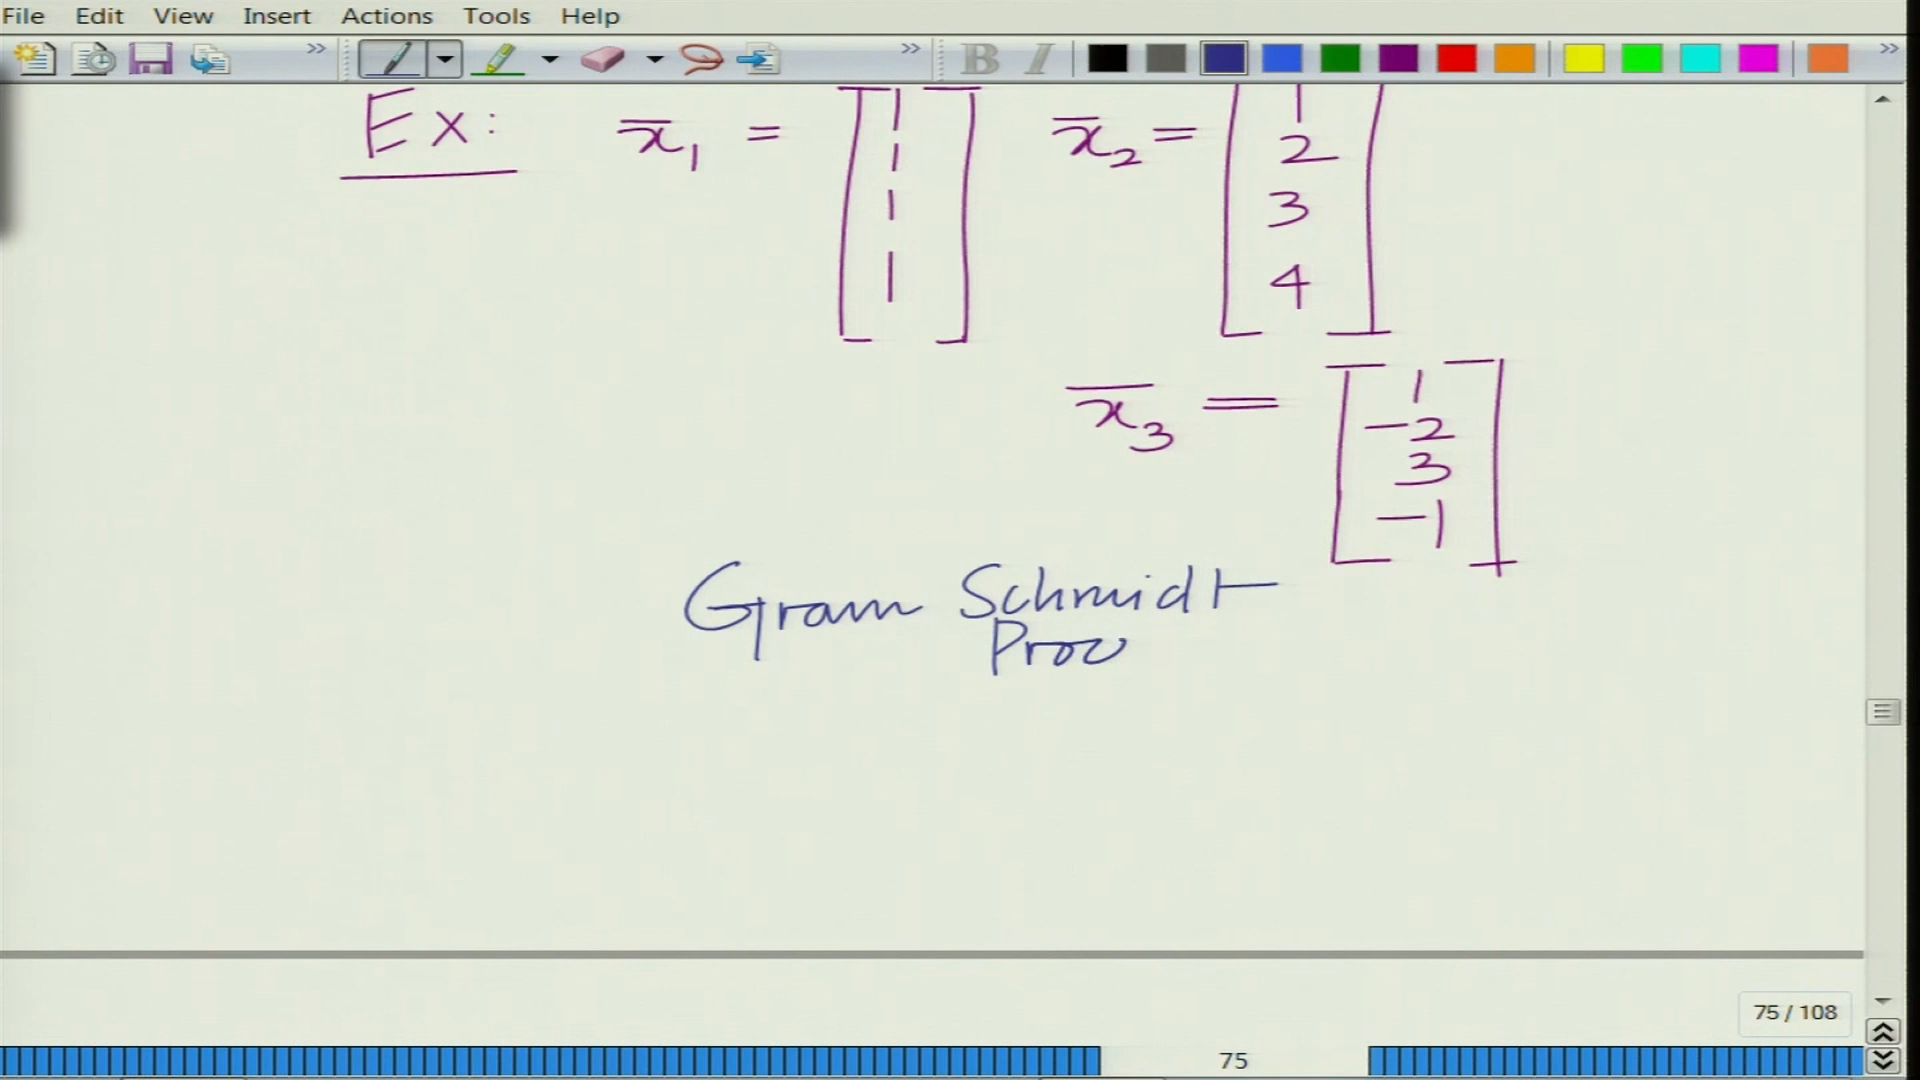 File Edit View Insert Actions Tools Help
B I
Ex: x̅₁ = [1 1 1 1] x̅₂ = [1 2 3 4]
x̅₃ = [1 -2 3 -1]
Gram Schmidt
Proc
75 / 108
75